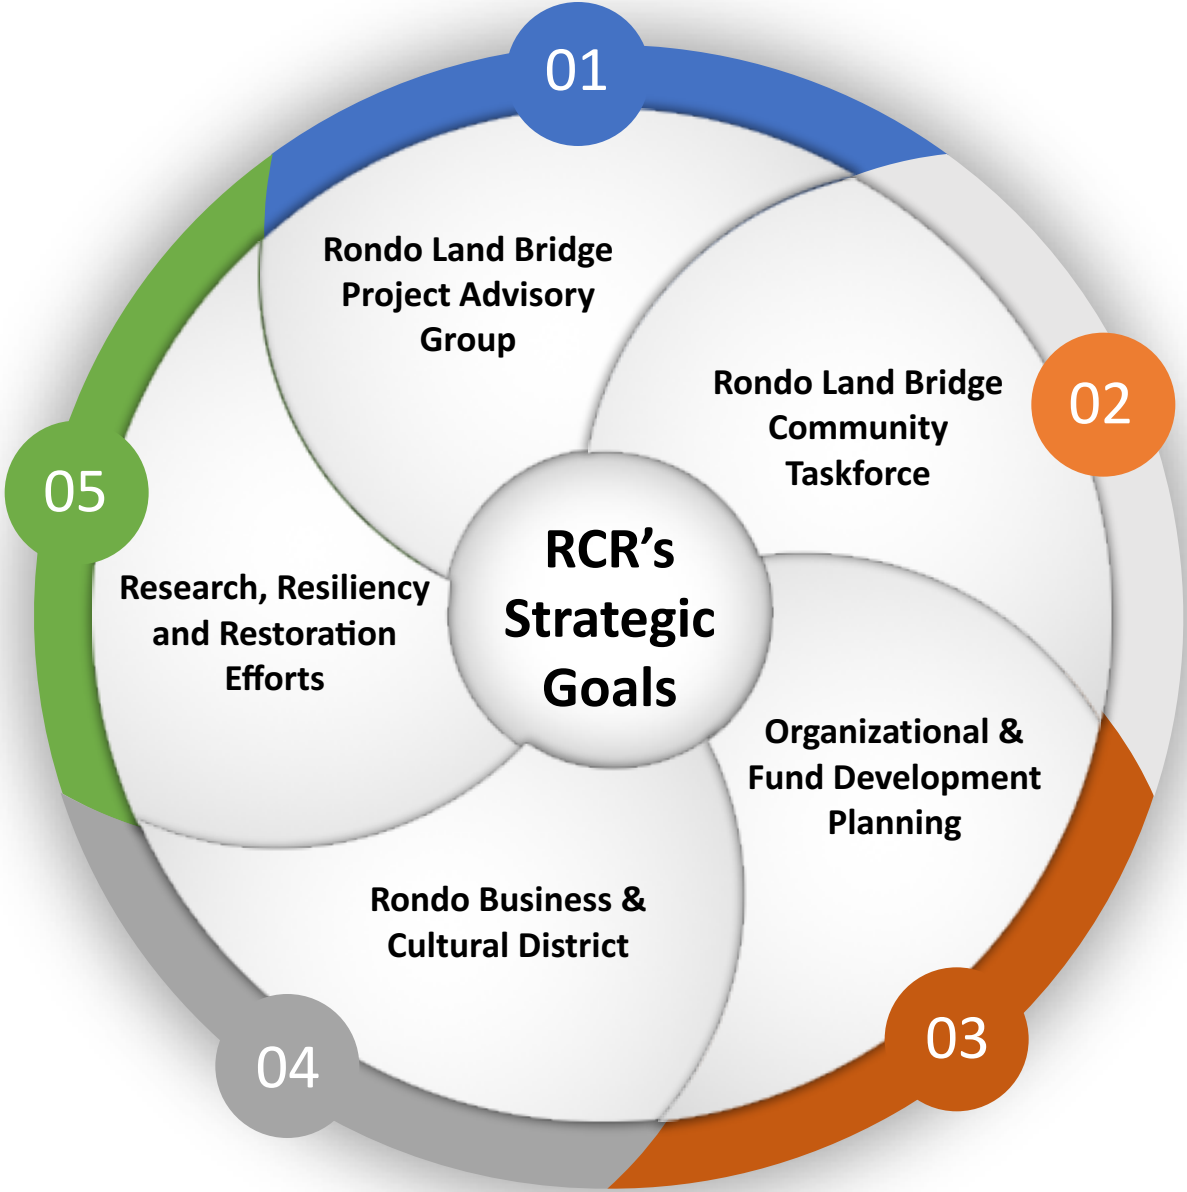 01
Rondo Land Bridge
Project Advisory
Group
02
Rondo Land Bridge
Community
Taskforce
03
Organizational &
Fund Development
Planning
04
Rondo Business &
Cultural District
05
Research, Resiliency
and Restoration
Efforts
RCR’s
Strategic
Goals